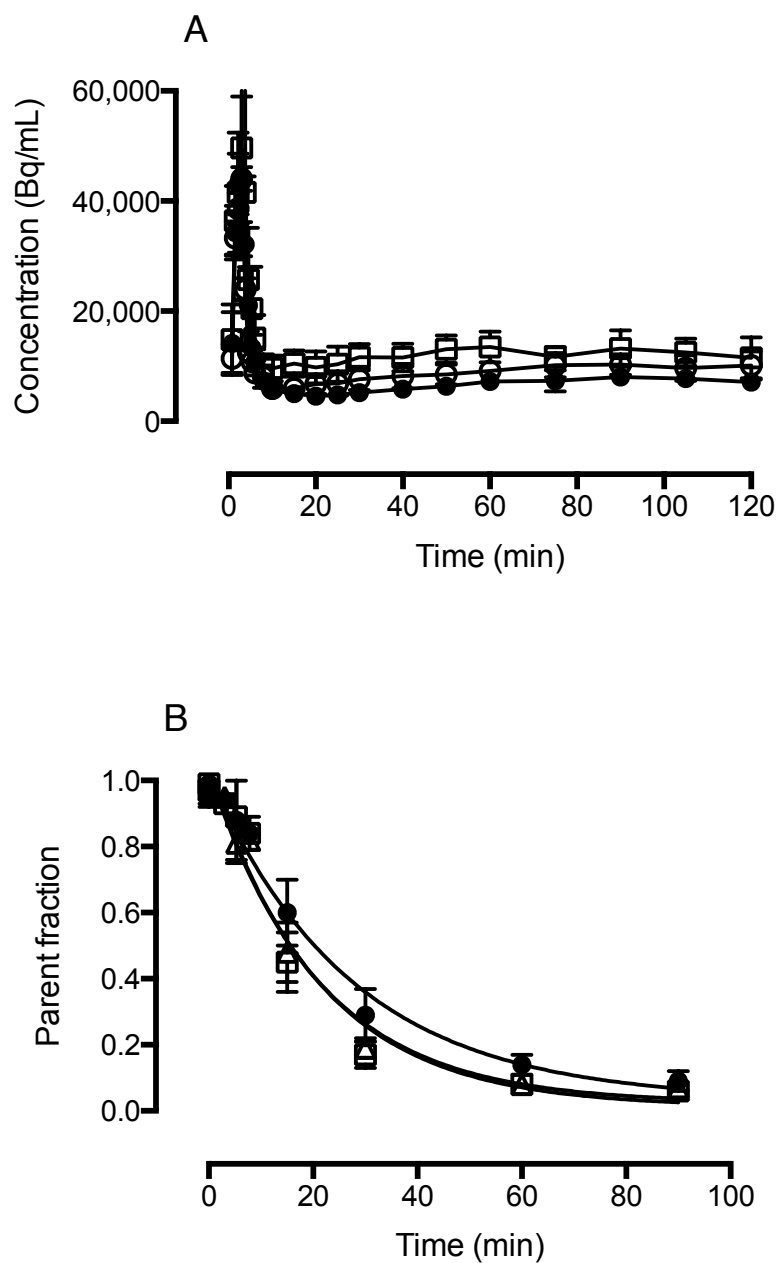 A
Concentration (Bq/mL)
60,000
40,000
20,000
0
0 20 40 60 80 100 120
Time (min)
B
Parent fraction
1.0
0.8
0.6
0.4
0.2
0.0
0 20 40 60 80 100
Time (min)